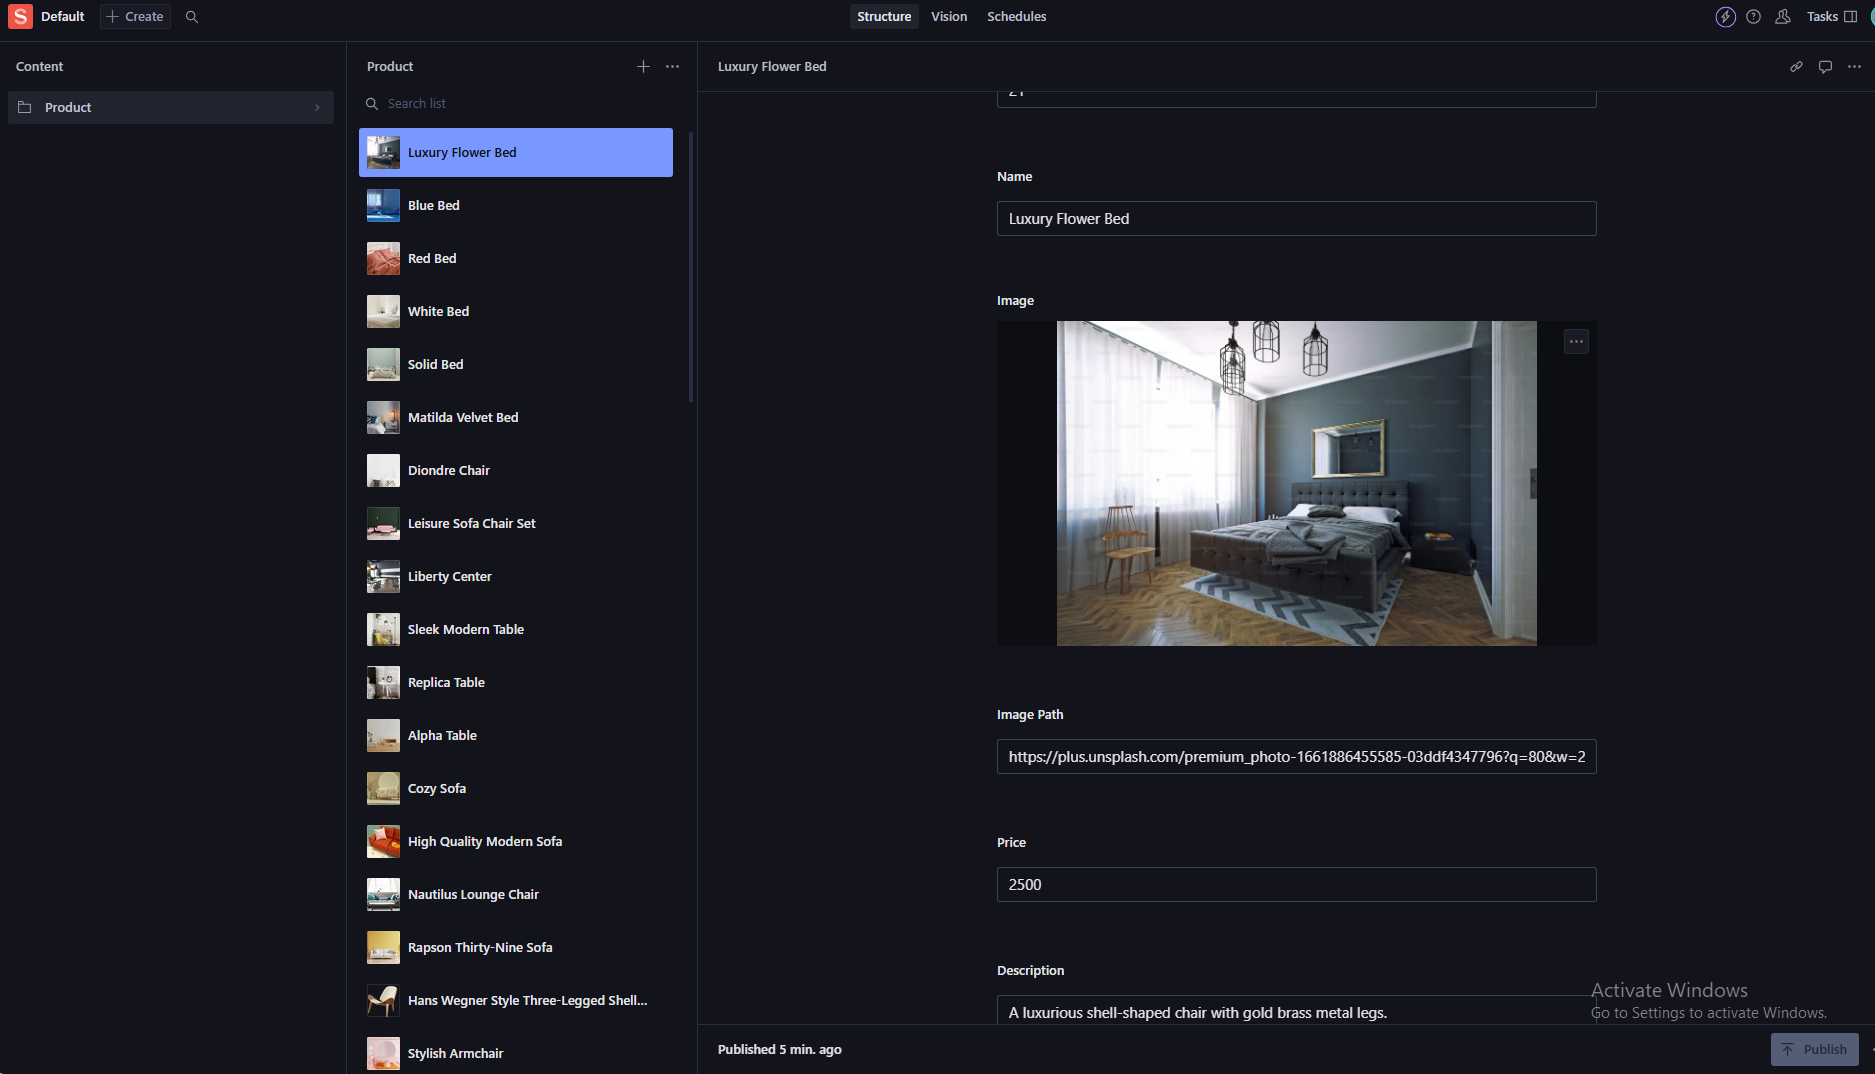 S Default
Create
Structure
Vision
Schedules
Tasks
Content
Product
Product
Search list
Luxury Flower Bed
Blue Bed
Red Bed
White Bed
Solid Bed
Matilda Velvet Bed
Diondre Chair
Leisure Sofa Chair Set
Liberty Center
Sleek Modern Table
Replica Table
Alpha Table
Cozy Sofa
High Quality Modern Sofa
Nautilus Lounge Chair
Rapson Thirty-Nine Sofa
Hans Wegner Style Three-Legged Shell...
Stylish Armchair
Luxury Flower Bed
Name
Luxury Flower Bed
Image
Image Path
https://plus.unsplash.com/premium_photo-1661886455585-03ddf4347796?q=80&w=2
Price
2500
Description
A luxurious shell-shaped chair with gold brass metal legs.
Activate Windows
Go to Settings to activate Windows.
Published 5 min. ago
Publish